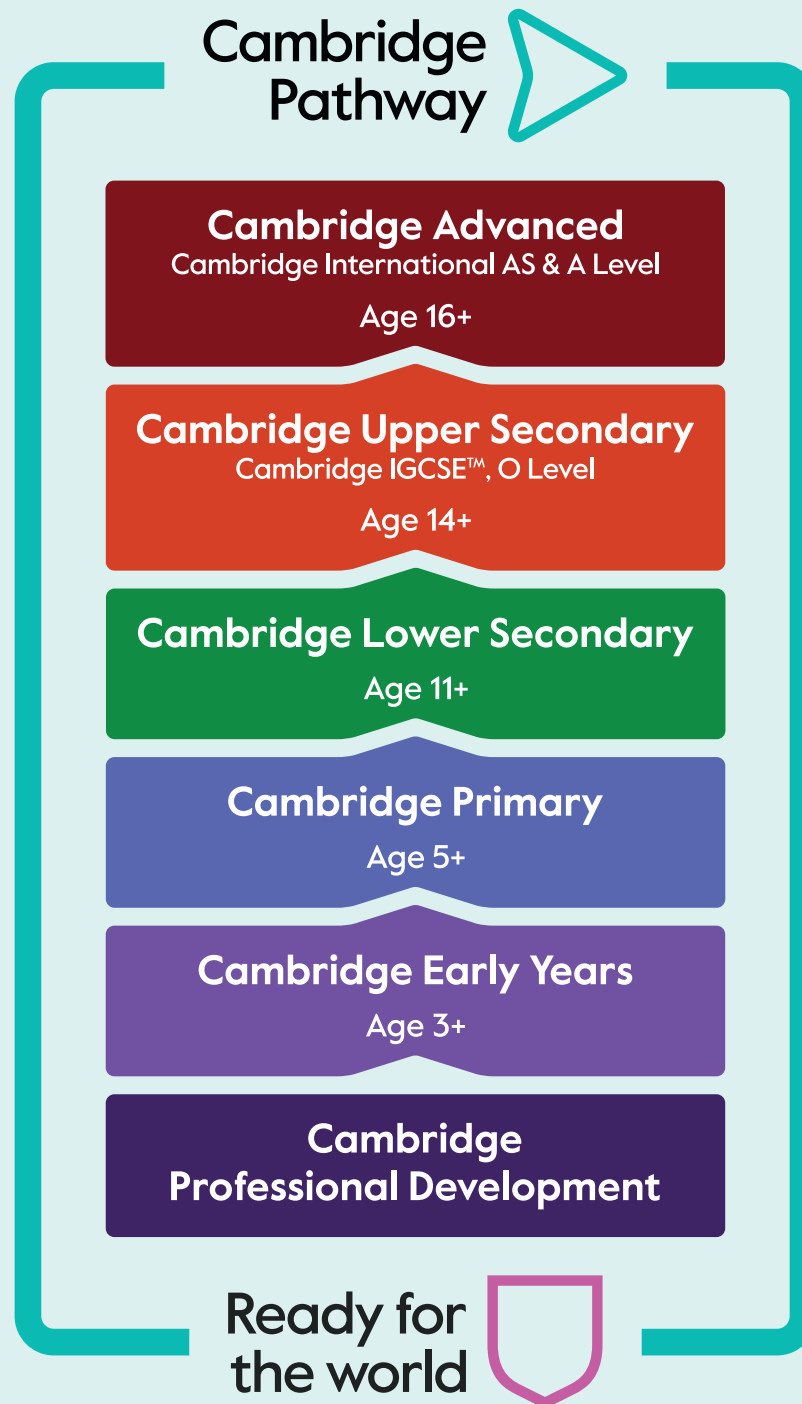 Cambridge
Pathway
Cambridge Advanced
Cambridge International AS & A Level
Age 16+
Cambridge Upper Secondary
Cambridge IGCSE™, O Level
Age 14+
Cambridge Lower Secondary
Age 11+
Cambridge Primary
Age 5+
Cambridge Early Years
Age 3+
Cambridge
Professional Development
Ready for
the world